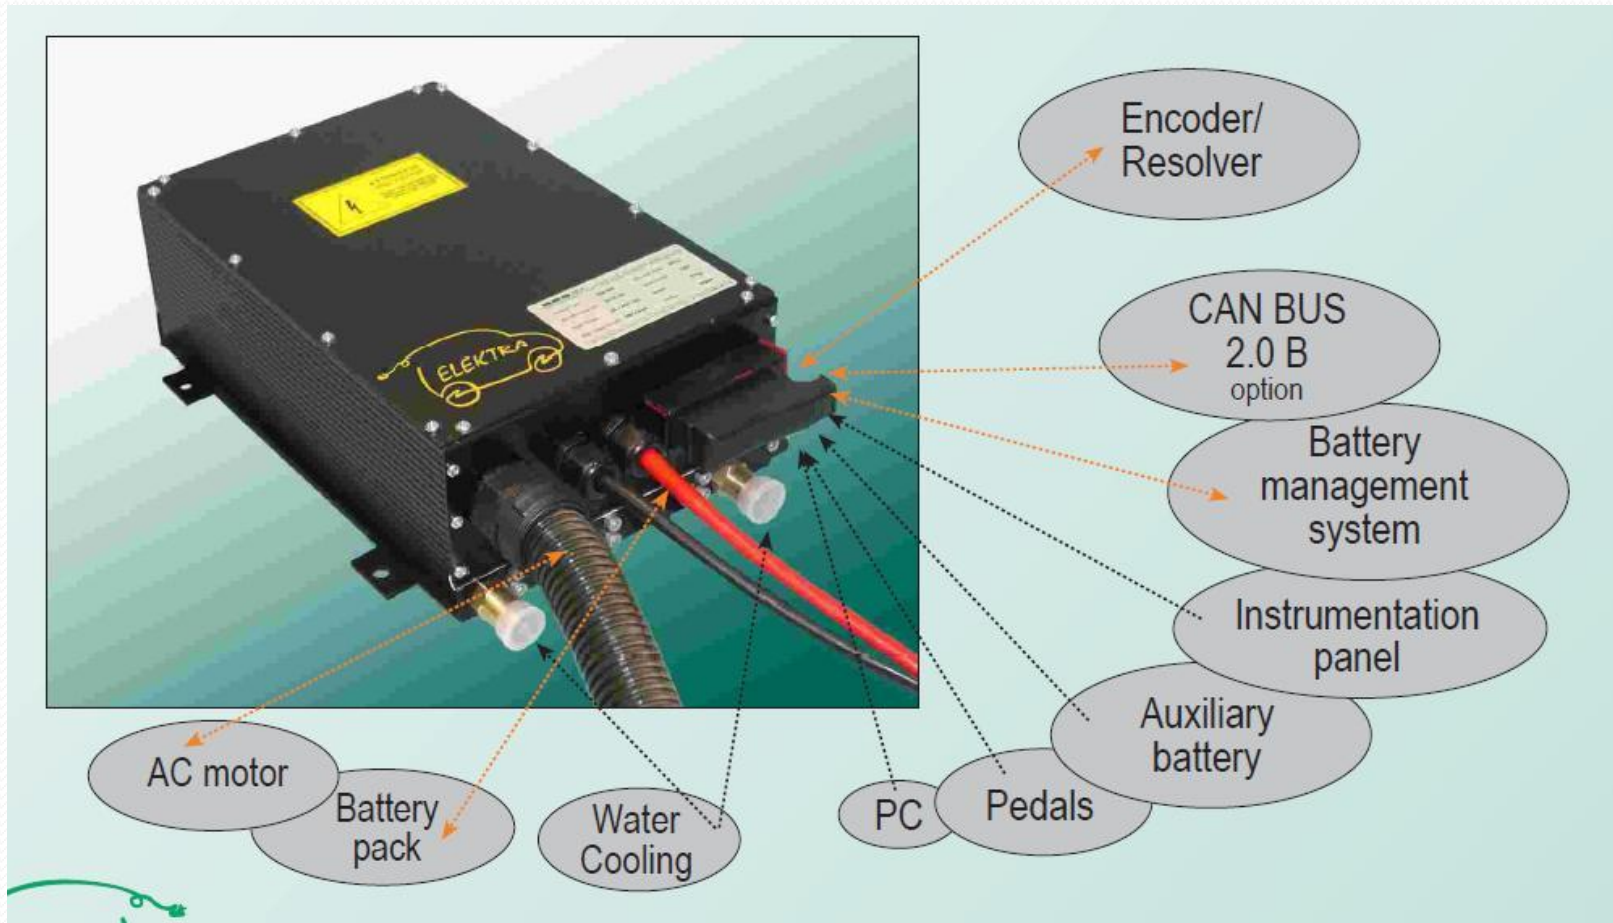 Encoder/
Resolver
CAN BUS
2.0 B
option
Battery
management
system
Instrumentation
panel
Auxiliary
battery
Pedals
PC
Water
Cooling
Battery
pack
AC motor
ELEKTRA